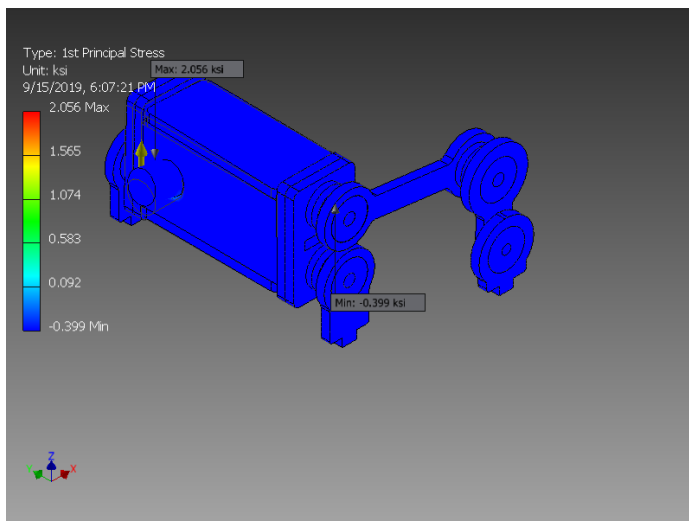 Type: 1st Principal Stress
Unit: ksi
Max: 2.056 ksi
9/15/2019, 6:07:21 PM
2.056 Max
1.565
1.074
0.583
0.092
Min: -0.399 ksi
-0.399 Min
Z
X